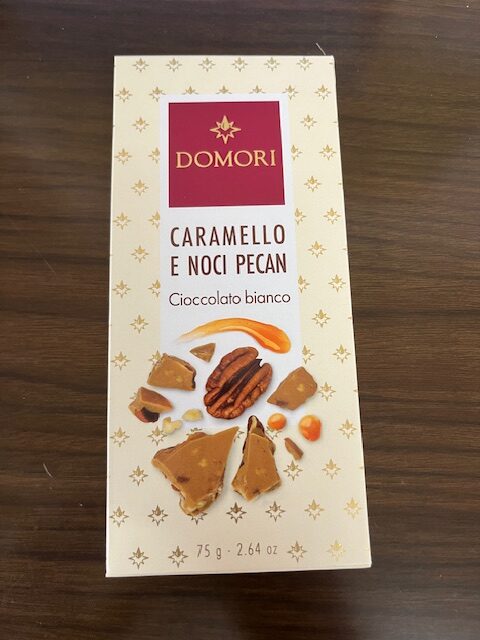 DOMORI
CARAMELLO
E NOCI PECAN
Cioccolato bianco
75 g - 2.64 oz